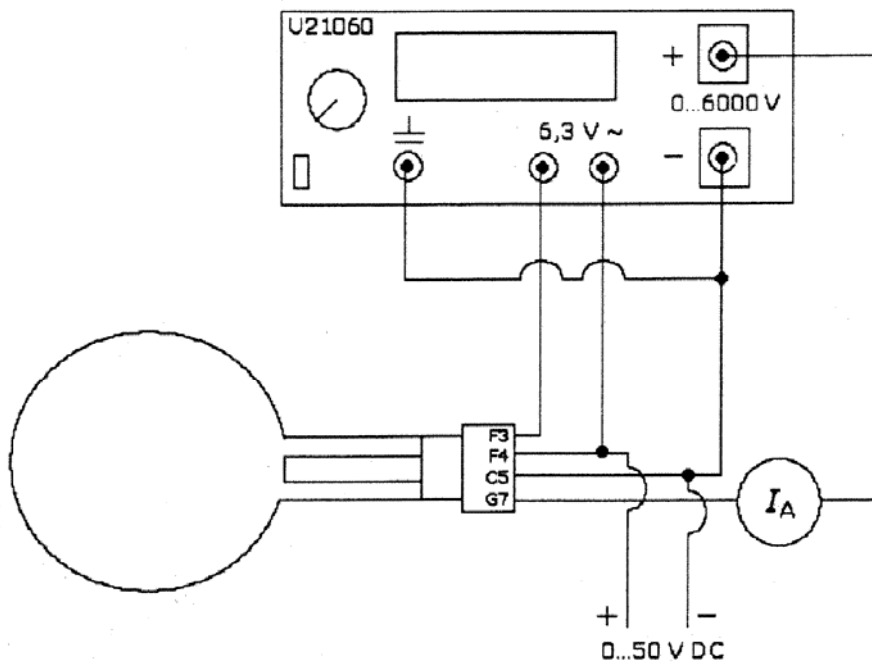 U21060
+
0...6000 V
6,3 V ~
-
F3
F4
C5
G7
I_A
+ -
0...50 V DC